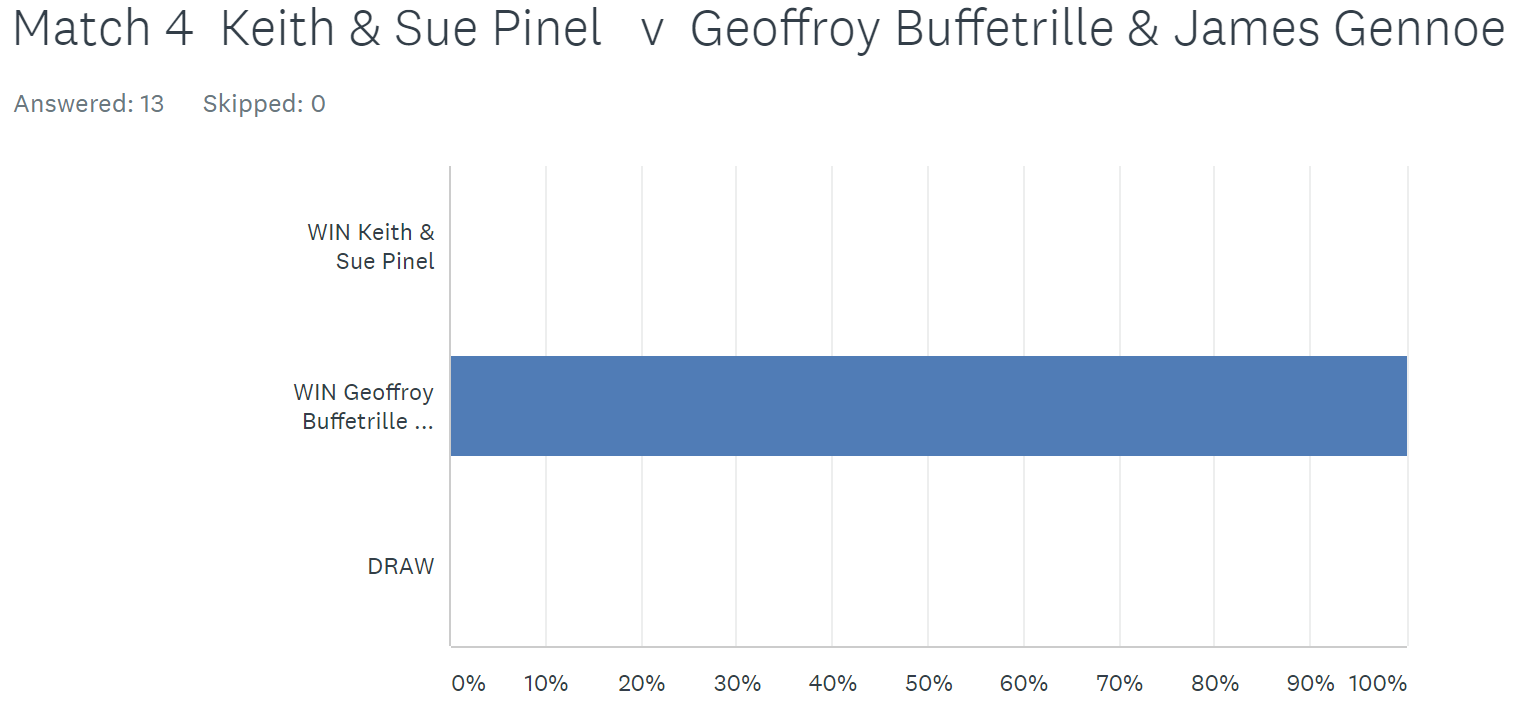 Match 4 Keith & Sue Pinel v Geoffroy Buffetrille & James Gennoe
Answered: 13 Skipped: 0
WIN Keith &
Sue Pinel
WIN Geoffroy
Buffetrille ...
DRAW
0% 10% 20% 30% 40% 50% 60% 70% 80% 90% 100%